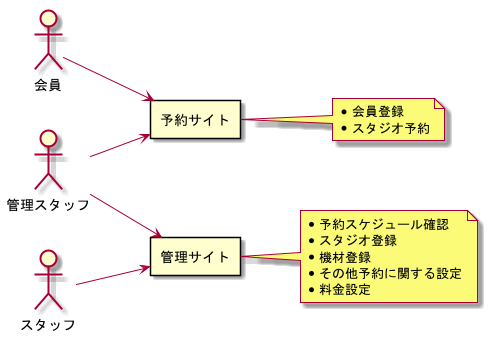 会員
管理スタッフ
スタッフ
予約サイト
管理サイト
• 会員登録
• スタジオ予約
• 予約スケジュール確認
• スタジオ登録
• 機材登録
• その他予約に関する設定
• 料金設定